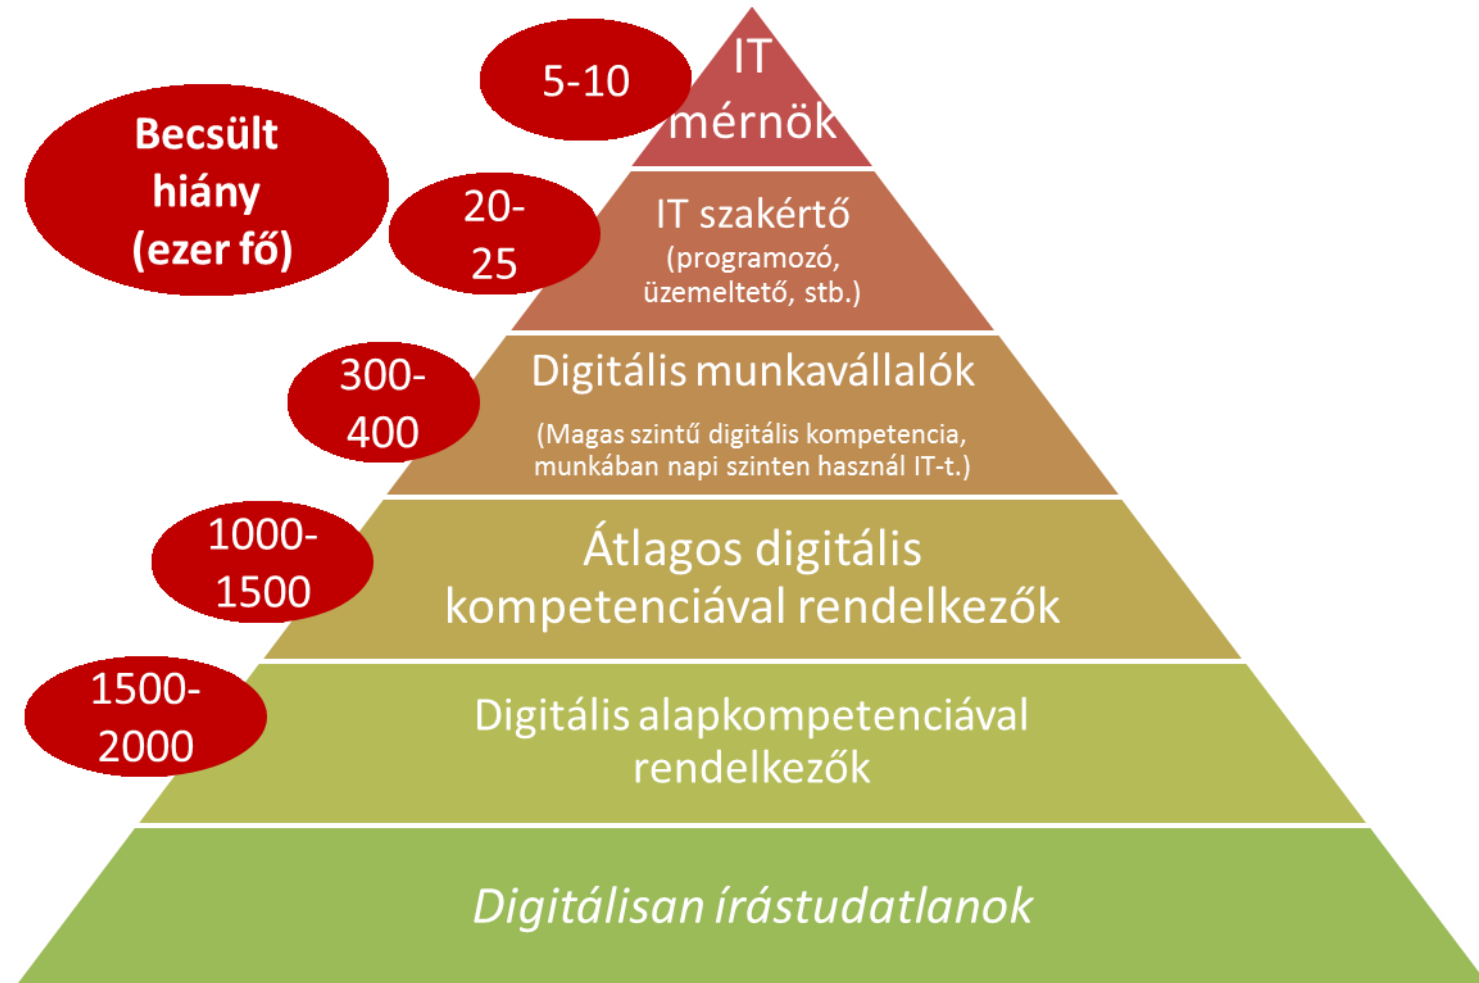 Becsült
hiány
(ezer fő)
5-10
IT
mérnök
20-
25
IT szakértő
(programozó,
üzemeltető, stb.)
300-
400
Digitális munkavállalók
(Magas szintű digitális kompetencia,
munkában napi szinten használ IT-t.)
1000-
1500
Átlagos digitális
kompetenciával rendelkezők
1500-
2000
Digitális alapkompetenciával
rendelkezők
Digitálisan írástudatlanok